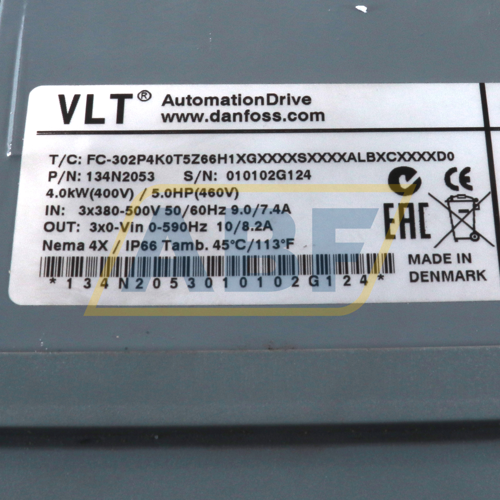 VLT® AutomationDrive
www.danfoss.com
T/C: FC-302P4K0T5Z66H1XGXXXXSXXXXALBXCXXXXD0
P/N: 134N2053 S/N: 010102G124
4.0kW(400V) / 5.0HP(460V)
IN: 3x380-500V 50/60Hz 9.0/7.4A
OUT: 3x0-Vin 0-590Hz 10/8.2A
Nema 4X / IP66 Tamb. 45°C/113°F
*134N2053010102G124*
CE
EAC
MADE IN
DENMARK
ABF